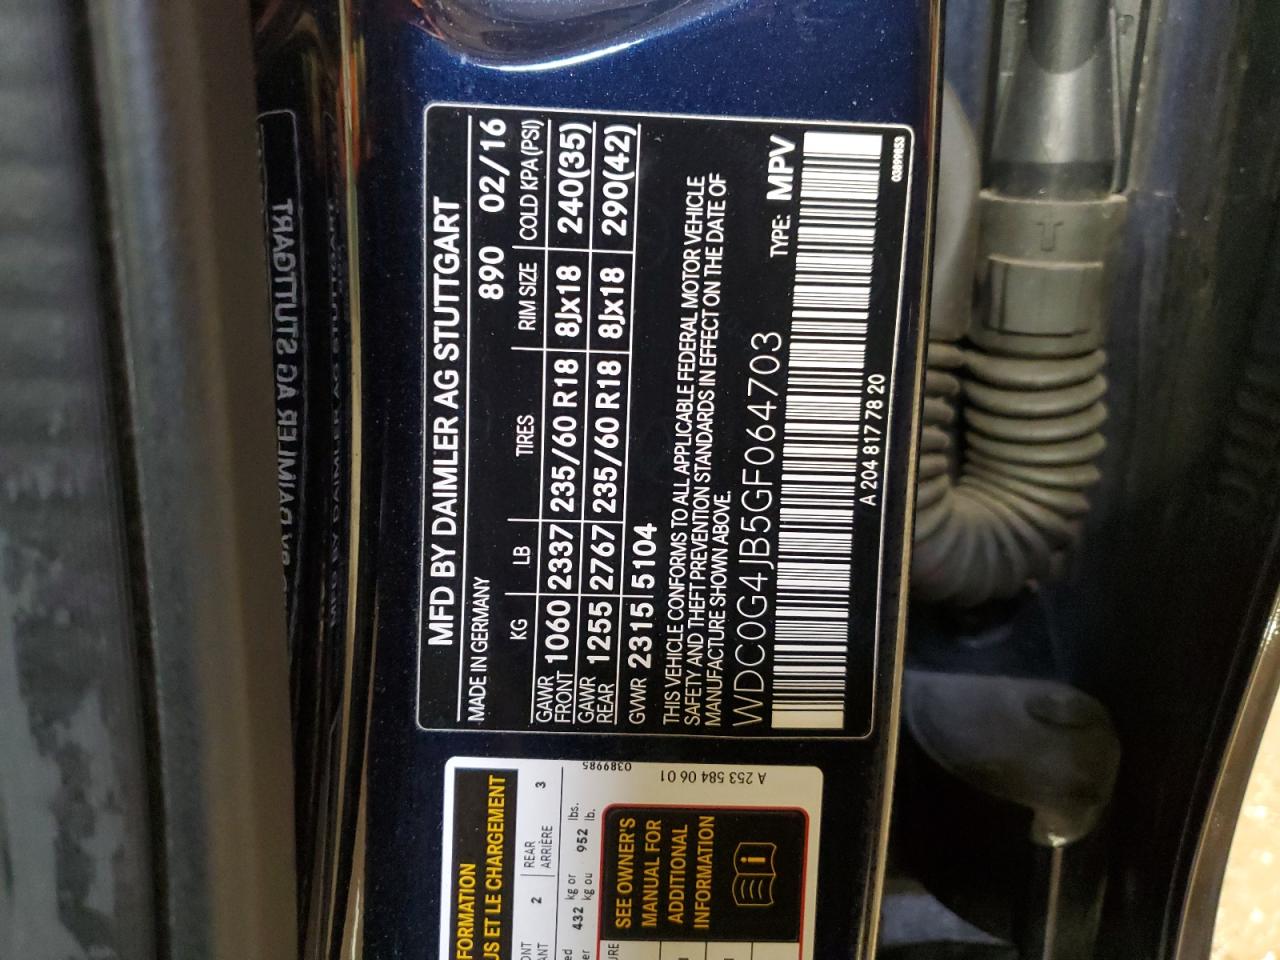 MFD BY DAIMLER AG STUTTGART
MADE IN GERMANY 890 02/16
KG LB TIRES RIM SIZE COLD KPA(PSI)
GAWR FRONT 1060 2337 235/60 R18 8Jx18 240(35)
GAWR REAR 1255 2767 235/60 R18 8Jx18 290(42)
GVWR 2315 5104
THIS VEHICLE CONFORMS TO ALL APPLICABLE FEDERAL MOTOR VEHICLE
SAFETY AND THEFT PREVENTION STANDARDS IN EFFECT ON THE DATE OF
MANUFACTURE SHOWN ABOVE.
WDC0G4JB5GF064703 TYPE: MPV
A 204 817 78 20
03899853
FORMATION
US ET LE CHARGEMENT
2 REAR 3
ARRIÈRE
432 kg or 952 lbs.
kg ou lb.
SEE OWNER'S
MANUAL FOR
ADDITIONAL
INFORMATION
A 253 584 06 01
0389985
DAIMLER AG STUTTGART